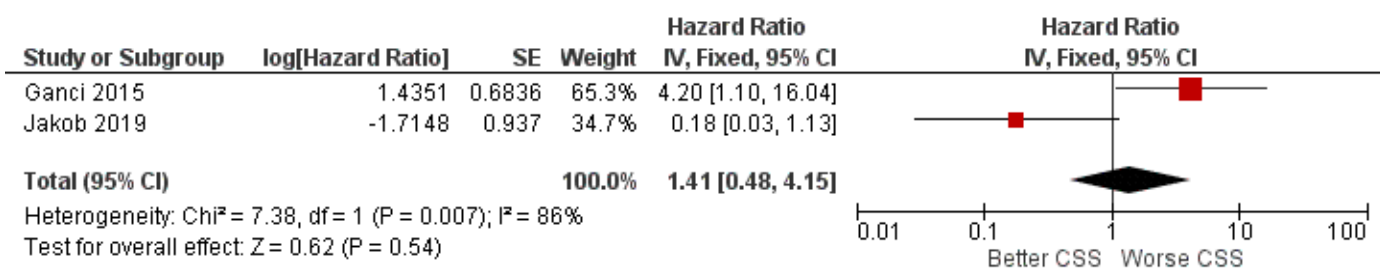 Hazard Ratio Hazard Ratio
Study or Subgroup log[Hazard Ratio] SE Weight IV, Fixed, 95% CI IV, Fixed, 95% CI
Ganci 2015 1.4351 0.6836 65.3% 4.20 [1.10, 16.04]
Jakob 2019 -1.7148 0.937 34.7% 0.18 [0.03, 1.13]
Total (95% CI) 100.0% 1.41 [0.48, 4.15]
Heterogeneity: Chi² = 7.38, df = 1 (P = 0.007); I² = 86%
Test for overall effect: Z = 0.62 (P = 0.54)
0.01 0.1 1 10 100
Better CSS Worse CSS